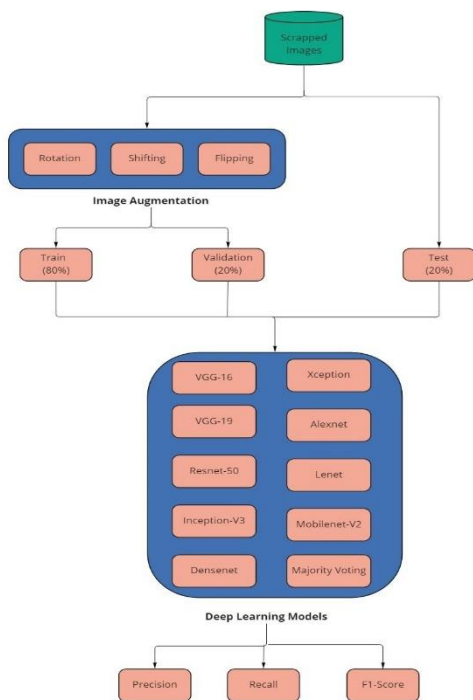 Scrapped
Images
Rotation
Shifting
Flipping
Image Augmentation
Train
(80%)
Validation
(20%)
Test
(20%)
VGG-16
Xception
VGG-19
Alexnet
Resnet-50
Lenet
Inception-V3
Mobilenet-V2
Densenet
Majority Voting
Deep Learning Models
Precision
Recall
F1-Score